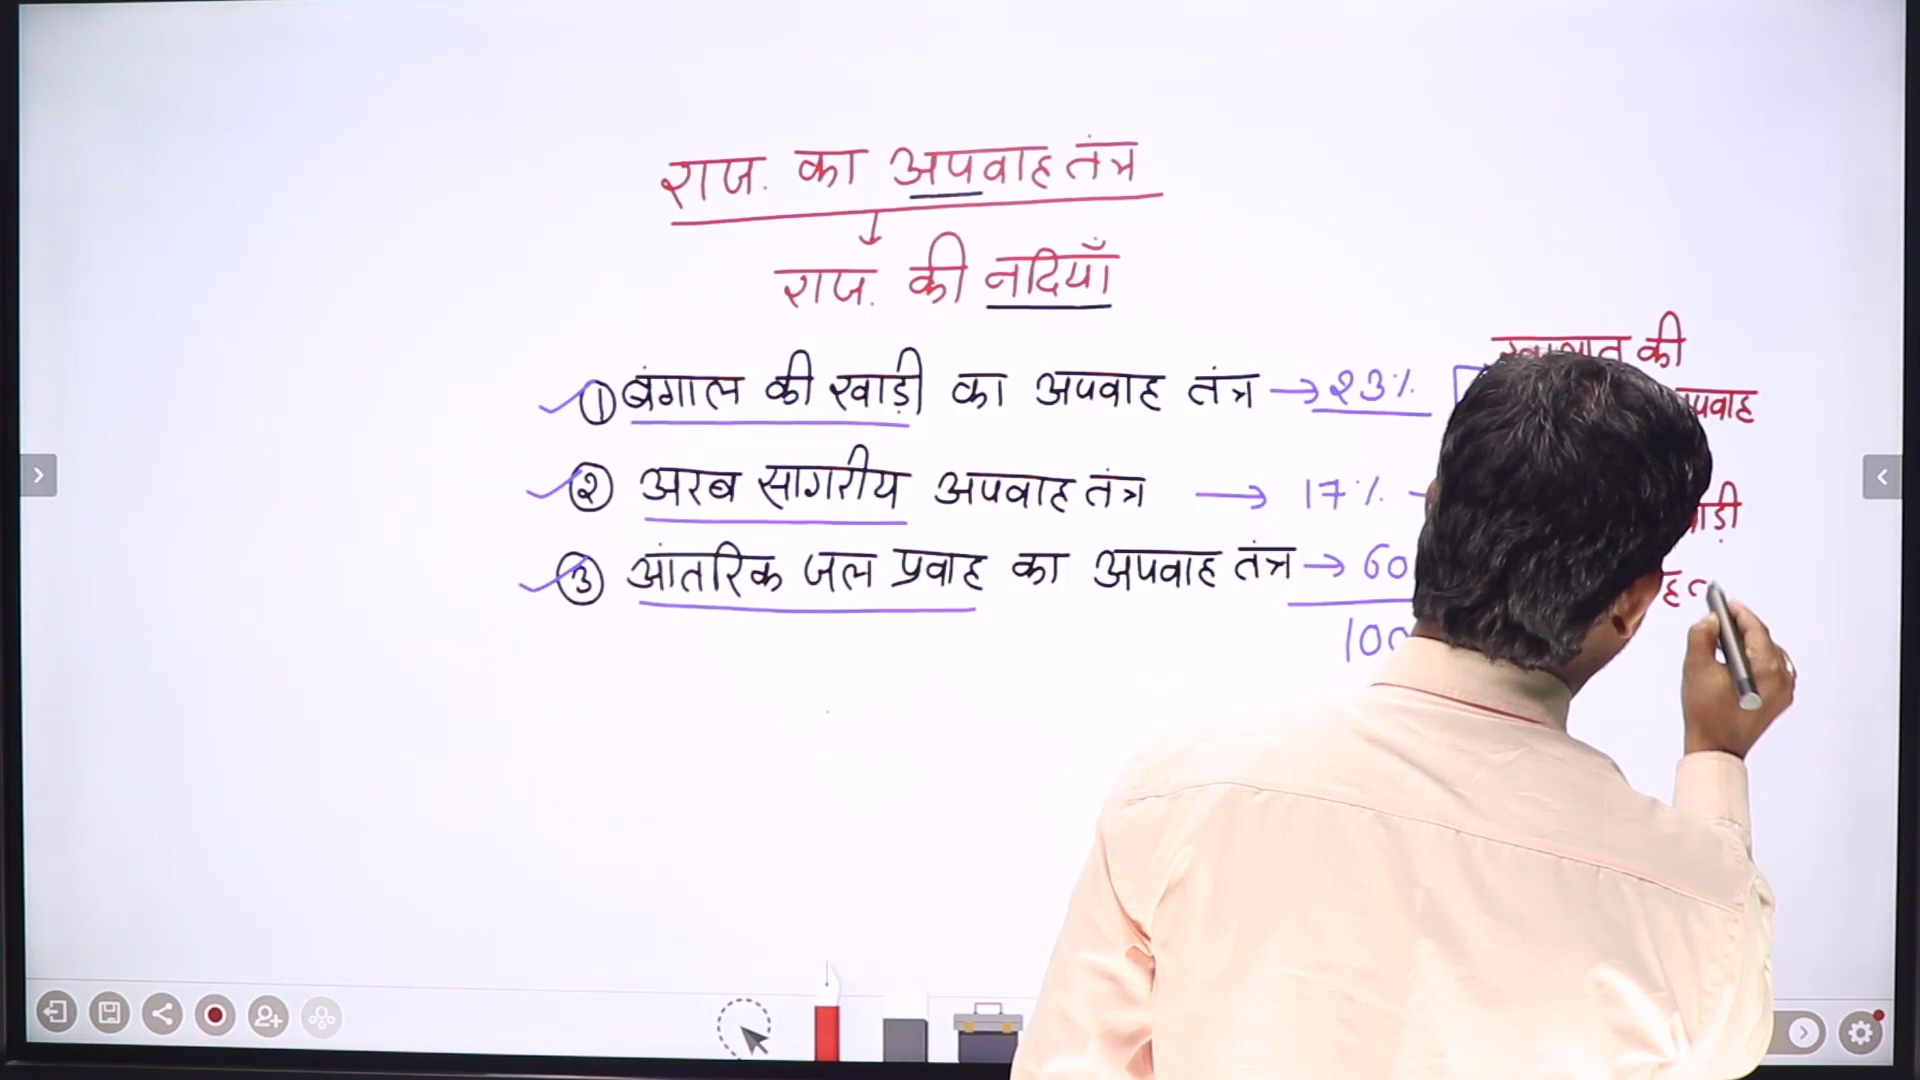 राज. का अपवाह तंत्र
राज. की नदियाँ
① बंगाल की खाड़ी का अपवाह तंत्र → 23%
② अरब सागरीय अपवाह तंत्र → 17%
③ आंतरिक जल प्रवाह का अपवाह तंत्र → 60
100
की